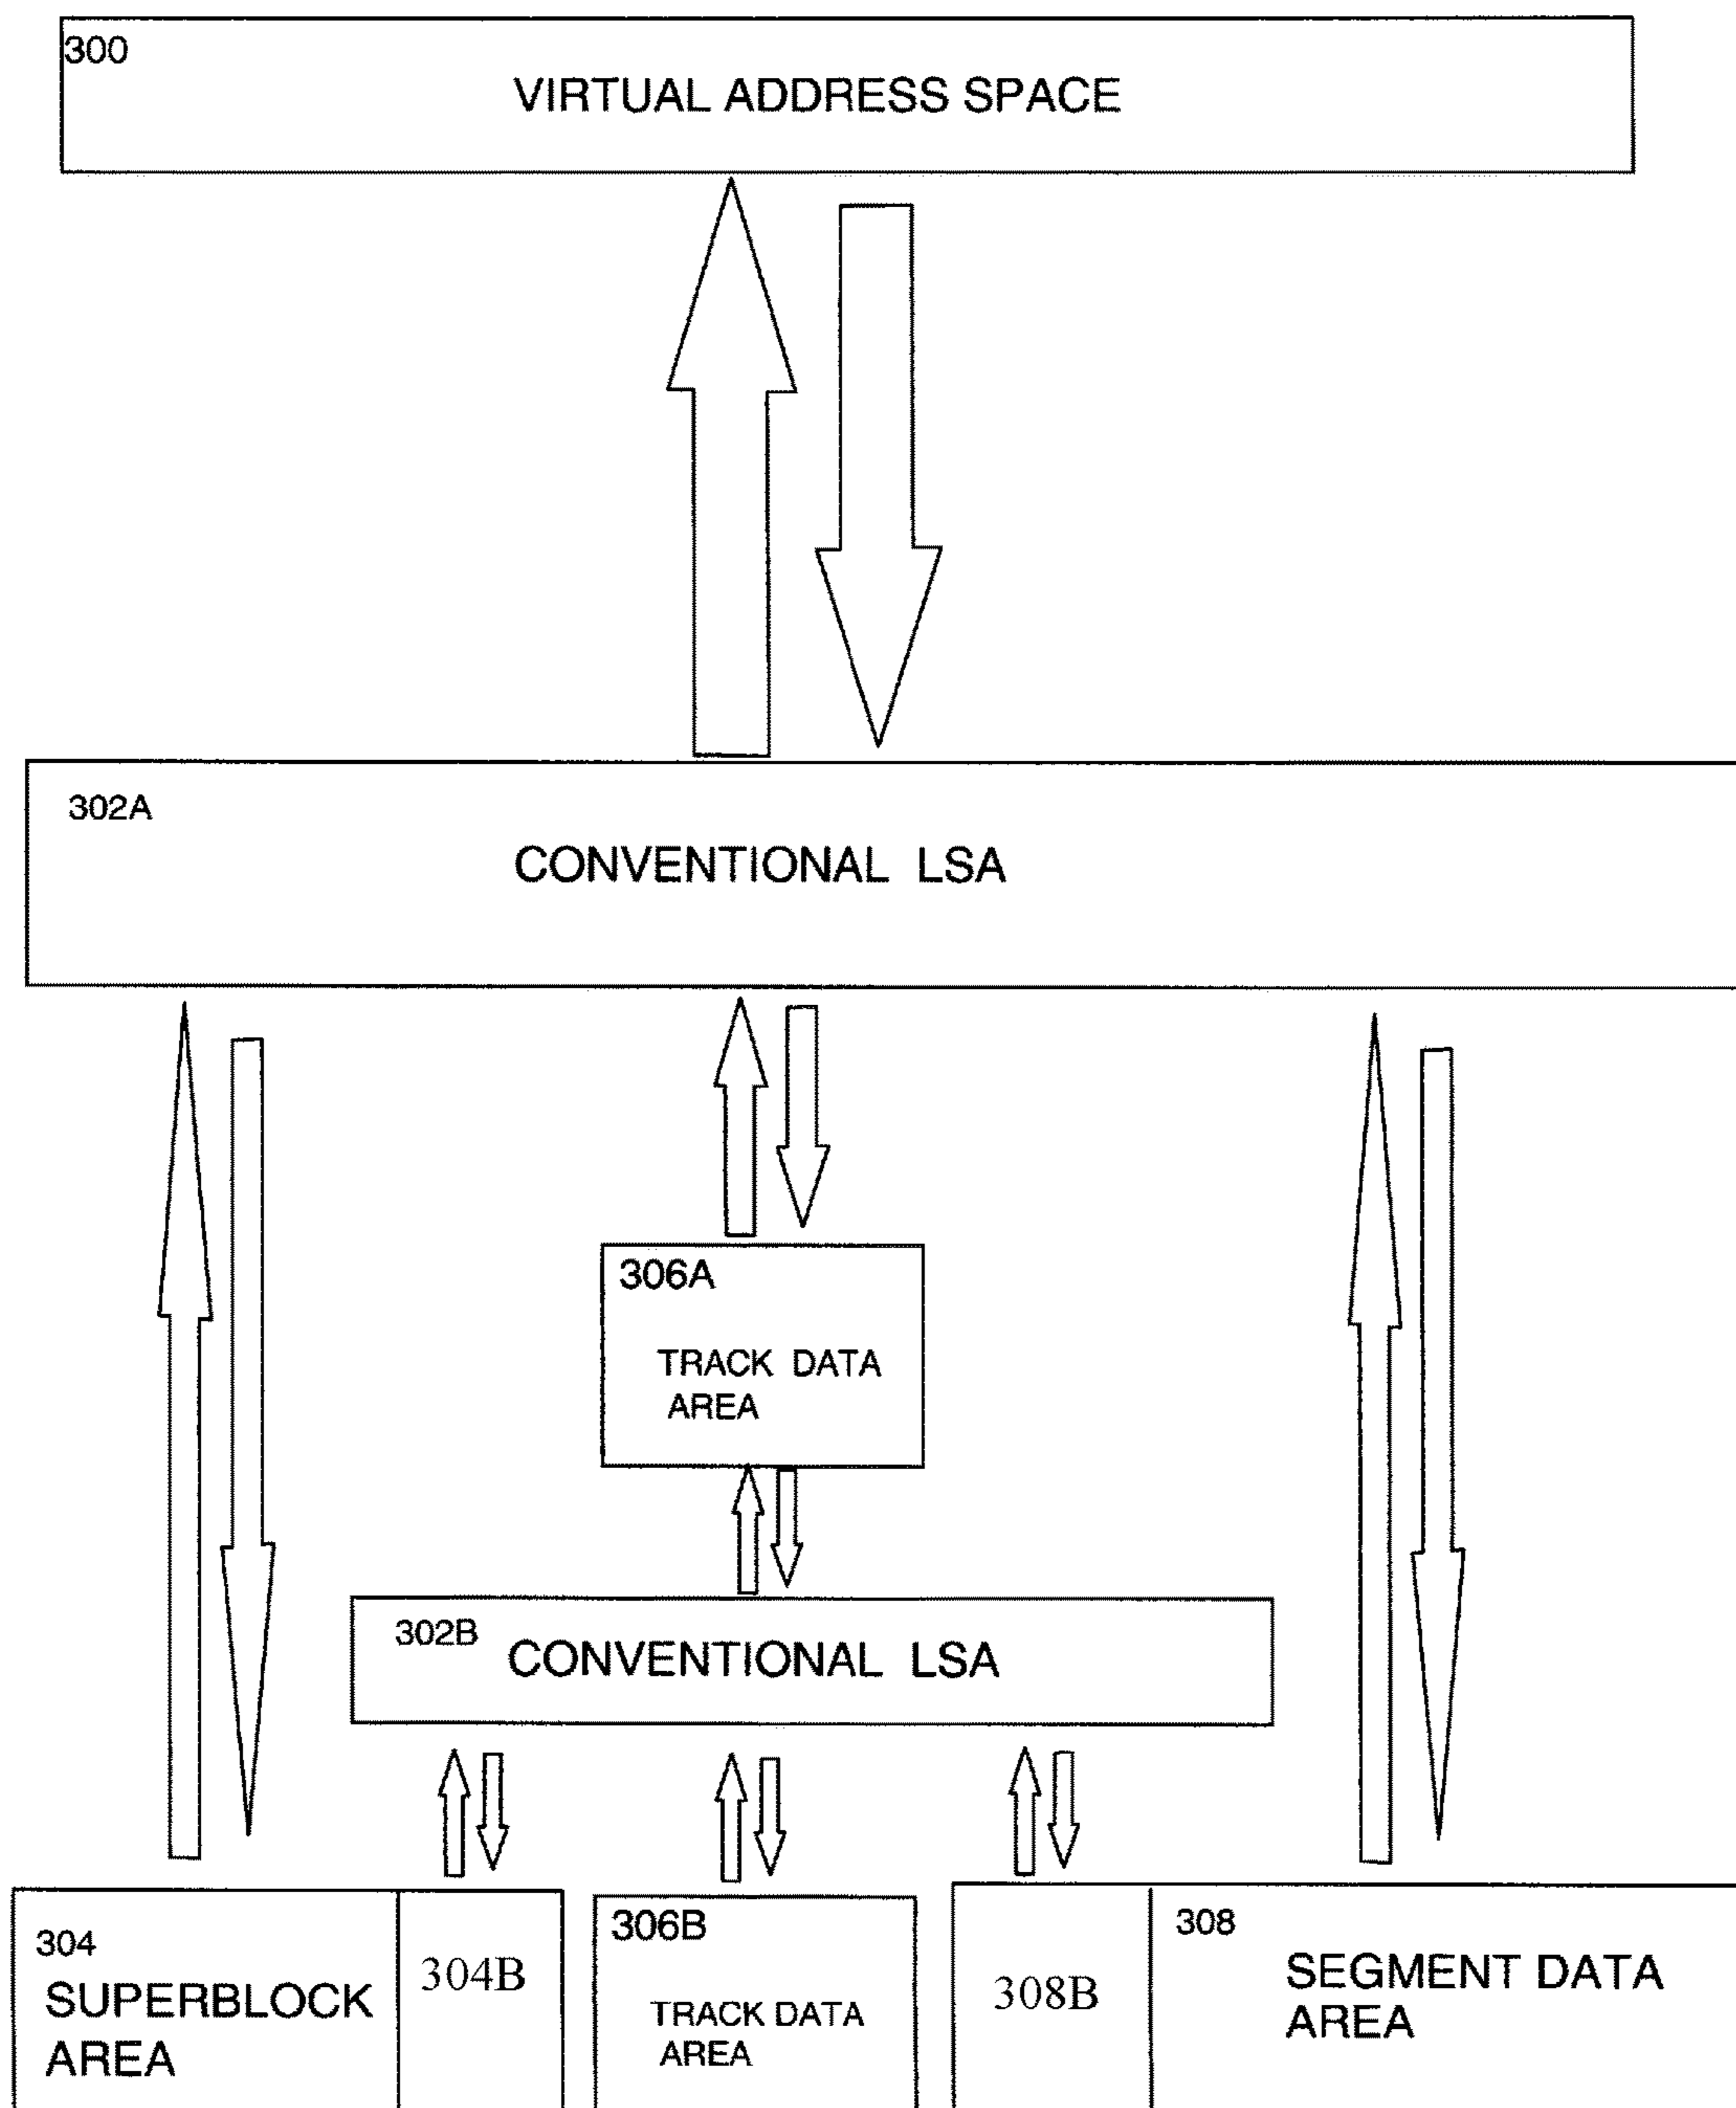 300
VIRTUAL ADDRESS SPACE
302A
CONVENTIONAL LSA
306A
TRACK DATA
AREA
302B
CONVENTIONAL LSA
304
SUPERBLOCK
AREA
304B
306B
TRACK DATA
AREA
308B
308
SEGMENT DATA
AREA